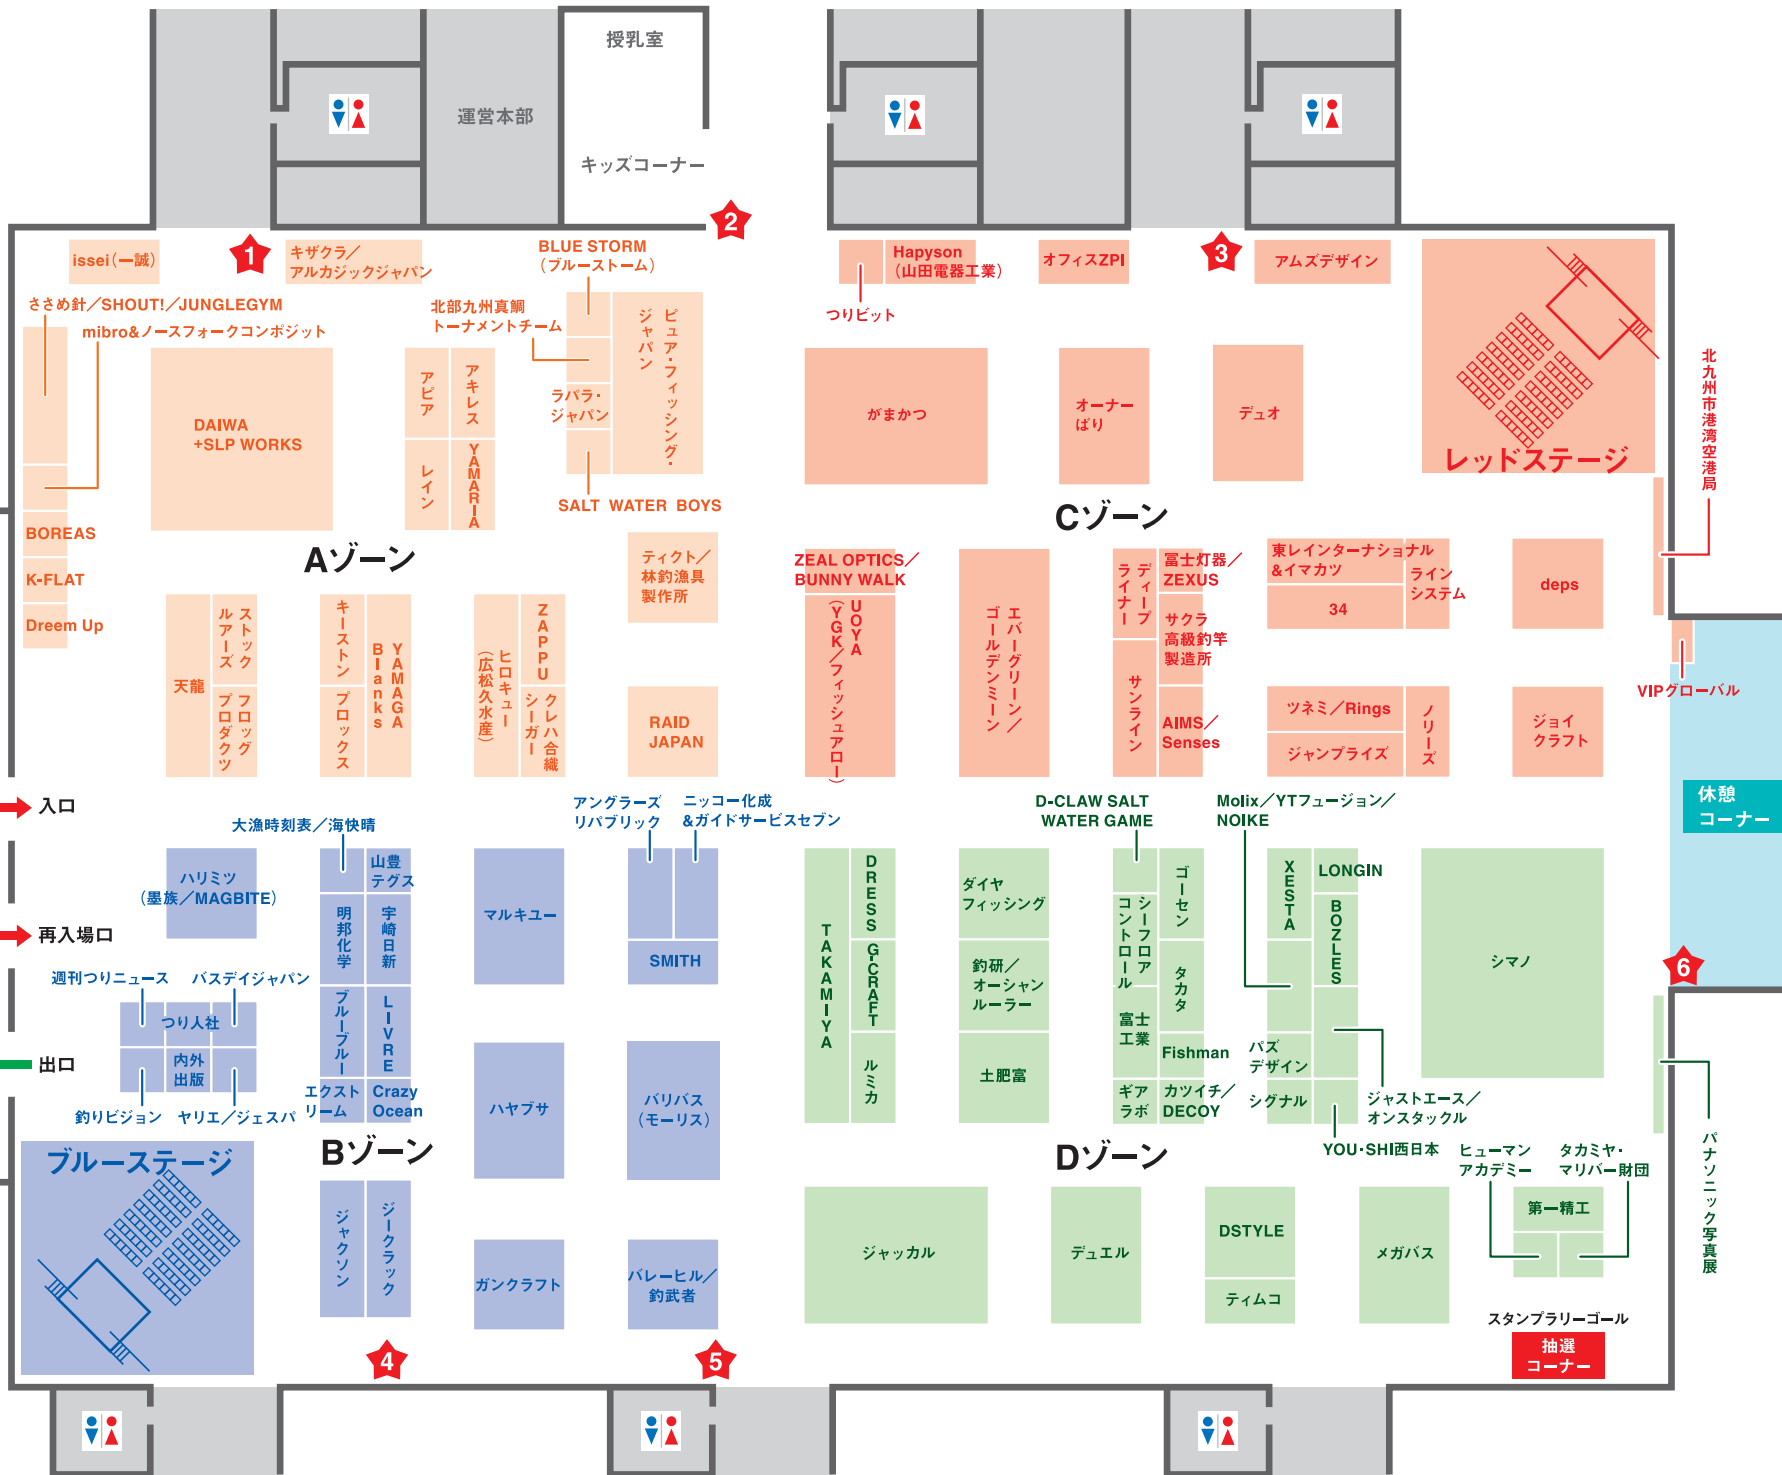 授乳室
運営本部
キッズコーナー
1
2
3
issei(一誠)
キザクラ/
アルカジックジャパン
BLUE STORM
(ブルーストーム)
Hapyson
(山田電器工業)
オフィスZPI
アムズデザイン
つりビット
ささめ針/SHOUT!/JUNGLEGYM
mibro&ノースフォークコンポジット
北部九州真鯛
トーナメントチーム
ピュア・フィッシング・
ジャパン
DAIWA
+SLP WORKS
アピア
アキレス
レイン
YAMARIA
ラパラ・
ジャパン
SALT WATER BOYS
がまかつ
オーナー
ばり
デュオ
レッドステージ
北九州市港湾空港局
BOREAS
K-FLAT
Dreem Up
Aゾーン
Cゾーン
ティクト/
林釣漁具
製作所
天龍
ストック
ルアーズ
フロッグ
プロダクツ
キーストン
ブロックス
YAMAGA
Blanks
ヒロキュー
(広松久水産)
ZAPPU
クレハ合繊
シーガー
RAID
JAPAN
ZEAL OPTICS/
BUNNY WALK
UOYA
(YGK/フィッシュアロー)
エバーグリーン/
ゴールデンミーン
ディープ
ライナー
サンライン
冨士灯器/
ZEXUS
サクラ
高級釣竿
製造所
AIMS/
Senses
東レインターナショナル
&イマカツ
34
ライン
システム
deps
ツネミ/Rings
ジャンプライズ
ノリーズ
ジョイ
クラフト
VIPグローバル
休憩
コーナー
入口
再入場口
出口
大漁時刻表/海快晴
アングラーズ
リパブリック
ニッコー化成
&ガイドサービスセブン
ハリミツ
(墨族/MAGBITE)
山豊
テグス
明邦化学
宇崎日新
マルキユー
SMITH
週刊つりニュース
バスデイジャパン
つり人社
内外
出版
釣りビジョン
ヤリエ/ジェスパ
ブルーブルー
LIVRE
エクスト
リーム
Crazy
Ocean
ハヤブサ
バリバス
(モーリス)
Bゾーン
ブルーステージ
ジャクソン
ジークラック
ガンクラフト
バレーヒル/
釣武者
4
5
D-CLAW SALT
WATER GAME
Molix/YTフュージョン/
NOIKE
TAKAMIYA
DRESS
G-CRAFT
ルミカ
ダイヤ
フィッシング
釣研/
オーシャン
ルーラー
土肥富
シーフロア
コントロール
ゴーセン
タカタ
富士
工業
Fishman
ギア
ラボ
カツイチ/
DECOY
XESTA
LONGIN
BOZLES
パズ
デザイン
シグナル
ジャストエース/
オンスタックル
YOU・SHI西日本
シマノ
6
パナソニック写真展
Dゾーン
ヒューマン
アカデミー
タカミヤ・
マリバー財団
第一精工
ジャッカル
デュエル
DSTYLE
ティムコ
メガバス
スタンプラリーゴール
抽選
コーナー